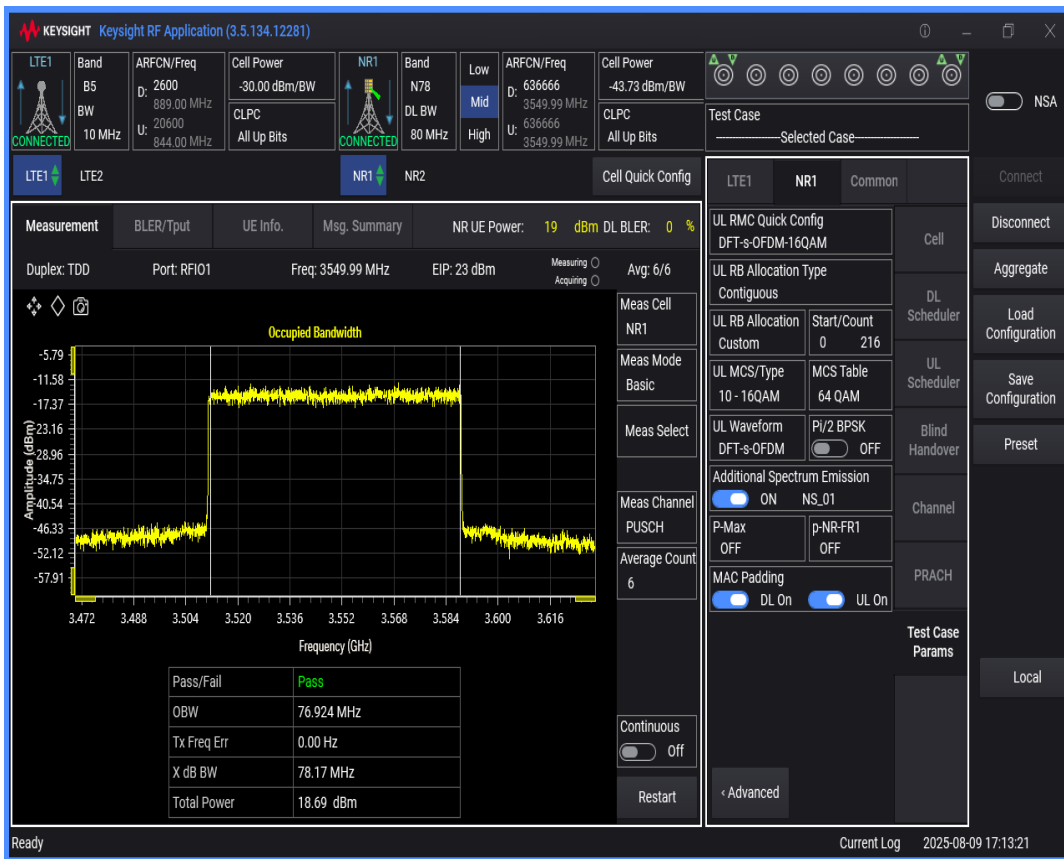 KEYSIGHT Keysight RF Application (3.5.134.12281)
LTE1 Band B5 BW 10 MHz CONNECTED
ARFCN/Freq D: 2600 889.00 MHz U: 20600 844.00 MHz
Cell Power -30.00 dBm/BW CLPC All Up Bits
NR1 Band N78 DL BW 80 MHz CONNECTED
Low Mid High
ARFCN/Freq D: 636666 3549.99 MHz U: 636666 3549.99 MHz
Cell Power -43.73 dBm/BW CLPC All Up Bits
Test Case
---------------Selected Case---------------
NSA
LTE1 LTE2 NR1 NR2 Cell Quick Config
Measurement BLER/Tput UE Info. Msg. Summary NR UE Power: 19 dBm DL BLER: 0 %
Duplex: TDD Port: RFIO1 Freq: 3549.99 MHz EIP: 23 dBm Measuring Acquiring Avg: 6/6
Occupied Bandwidth
Amplitude (dBm)
-5.79
-11.58
-17.37
-23.16
-28.96
-34.75
-40.54
-46.33
-52.12
-57.91
3.472 3.488 3.504 3.520 3.536 3.552 3.568 3.584 3.600 3.616
Frequency (GHz)
Pass/Fail Pass
OBW 76.924 MHz
Tx Freq Err 0.00 Hz
X dB BW 78.17 MHz
Total Power 18.69 dBm
Meas Cell
NR1
Meas Mode
Basic
Meas Select
Meas Channel
PUSCH
Average Count
6
Continuous
Off
Restart
LTE1 NR1 Common
UL RMC Quick Config
DFT-s-OFDM-16QAM
UL RB Allocation Type
Contiguous
UL RB Allocation Start/Count
Custom 0 216
UL MCS/Type MCS Table
10 - 16QAM 64 QAM
UL Waveform Pi/2 BPSK
DFT-s-OFDM OFF
Additional Spectrum Emission
ON NS_01
P-Max p-NR-FR1
OFF OFF
MAC Padding
DL On UL On
‹ Advanced
Cell
DL
Scheduler
UL
Scheduler
Blind
Handover
Channel
PRACH
Test Case
Params
Connect
Disconnect
Aggregate
Load
Configuration
Save
Configuration
Preset
Local
Ready Current Log 2025-08-09 17:13:21